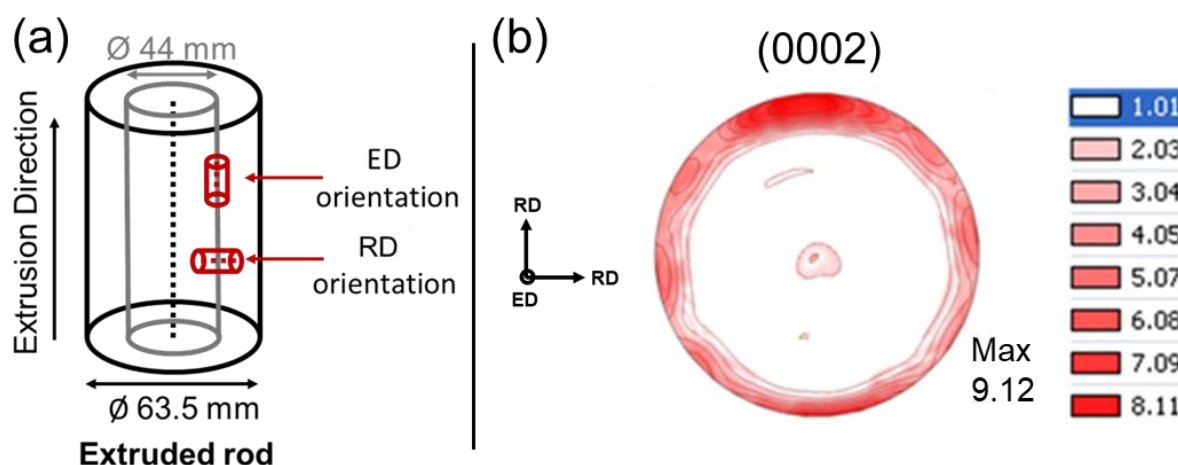 (a)
Ø 44 mm
Extrusion Direction
ED
orientation
RD
orientation
Ø 63.5 mm
Extruded rod
(b)
(0002)
RD
ED
RD
Max
9.12
1.01
2.03
3.04
4.05
5.07
6.08
7.09
8.11